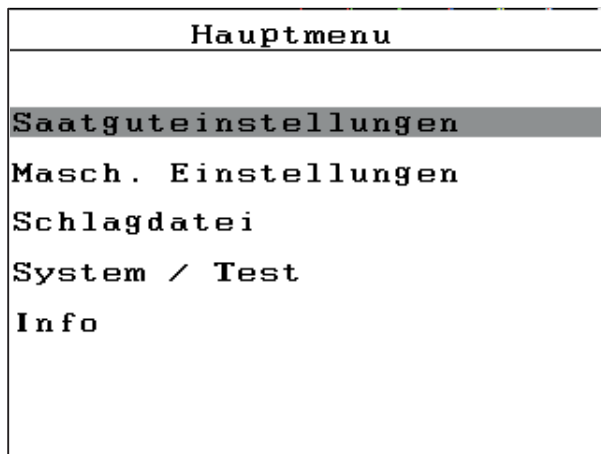 Hauptmenu
Saatguteinstellungen
Masch. Einstellungen
Schlagdatei
System / Test
Info